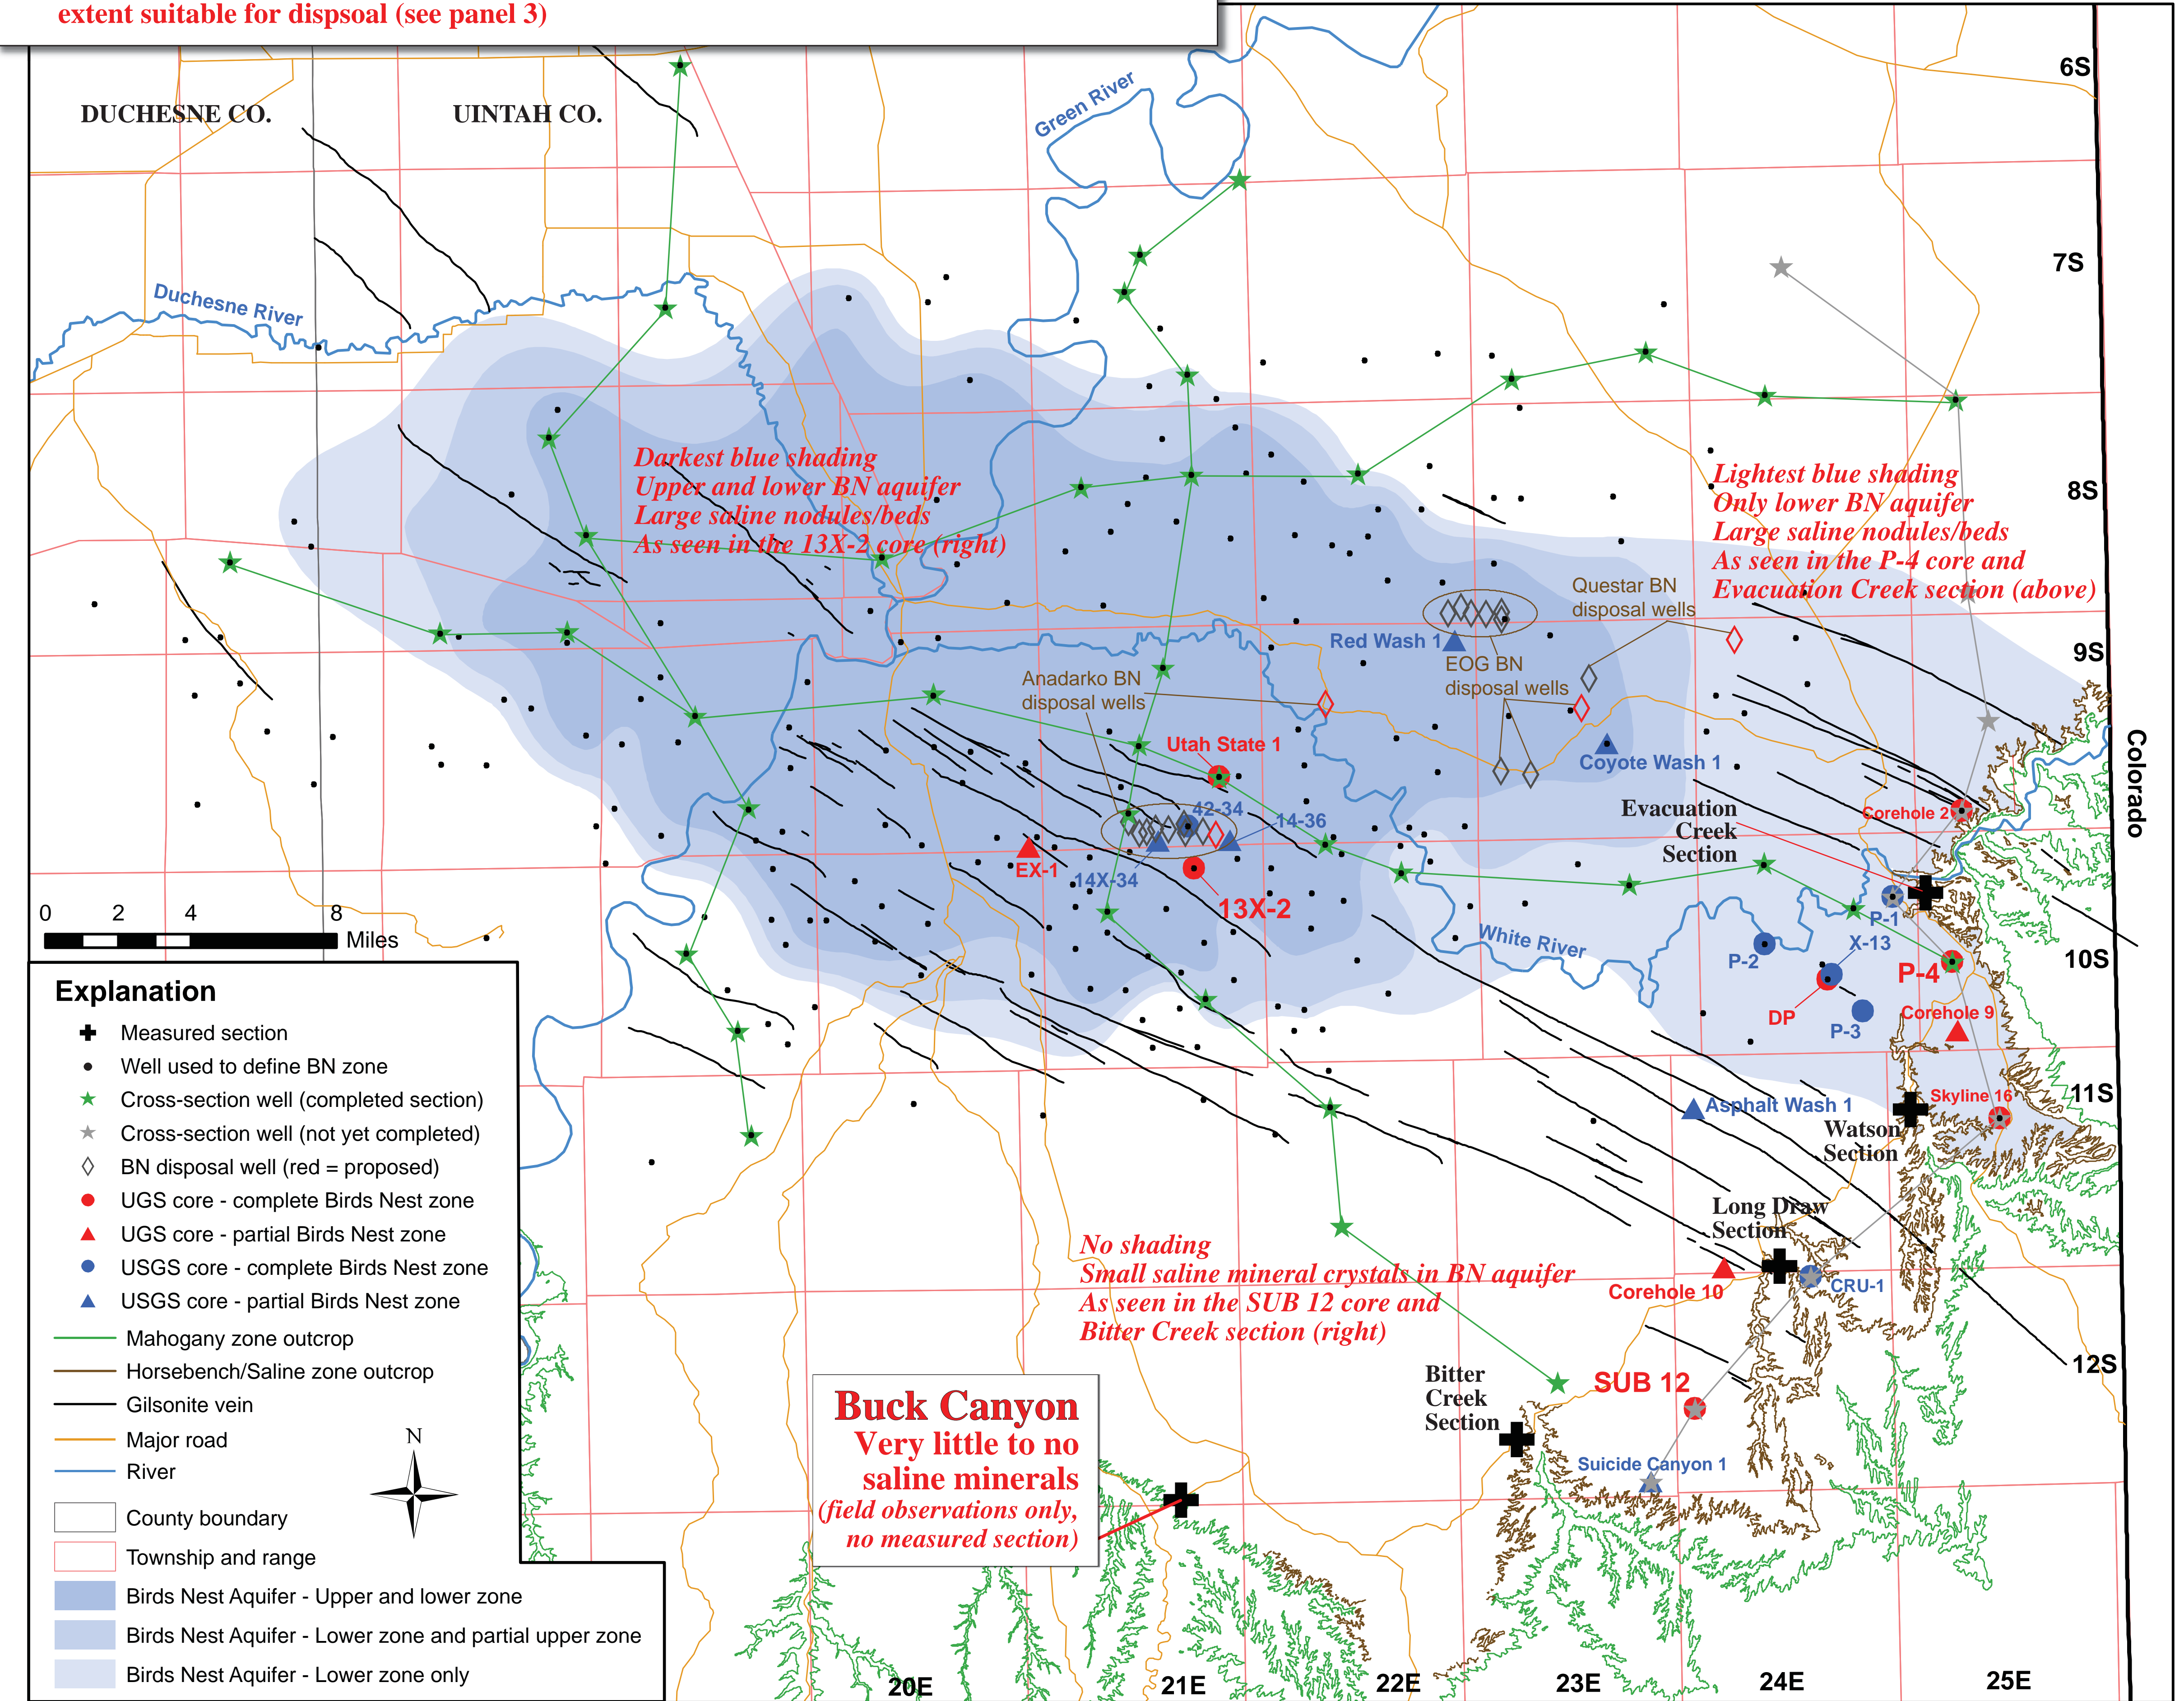 extent suitable for dispsoal (see panel 3)
6S
DUCHESNE CO.
UINTAH CO.
Green River
7S
Duchesne River
Darkest blue shading
Upper and lower BN aquifer
Large saline nodules/beds
As seen in the 13X-2 core (right)
Lightest blue shading
Only lower BN aquifer
Large saline nodules/beds
As seen in the P-4 core and
Evacuation Creek section (above)
8S
Questar BN
disposal wells
Red Wash 1
EOG BN
disposal wells
9S
Anadarko BN
disposal wells
Utah State 1
Coyote Wash 1
Colorado
42-34
14-36
Evacuation
Creek
Section
Corehole 2
EX-1
14X-34
13X-2
0 2 4 8
Miles
P-1
White River
P-2
X-13
P-4
10S
DP
P-3
Corehole 9
Explanation
Measured section
Well used to define BN zone
Cross-section well (completed section)
Cross-section well (not yet completed)
BN disposal well (red = proposed)
UGS core - complete Birds Nest zone
UGS core - partial Birds Nest zone
USGS core - complete Birds Nest zone
USGS core - partial Birds Nest zone
Mahogany zone outcrop
Horsebench/Saline zone outcrop
Gilsonite vein
Major road
River
County boundary
Township and range
Birds Nest Aquifer - Upper and lower zone
Birds Nest Aquifer - Lower zone and partial upper zone
Birds Nest Aquifer - Lower zone only
N
Asphalt Wash 1
Skyline 16
11S
Watson
Section
Long Draw
Section
No shading
Small saline mineral crystals in BN aquifer
As seen in the SUB 12 core and
Bitter Creek section (right)
Corehole 10
CRU-1
12S
Bitter
Creek
Section
SUB 12
Buck Canyon
Very little to no
saline minerals
(field observations only,
no measured section)
Suicide Canyon 1
20E
21E
22E
23E
24E
25E